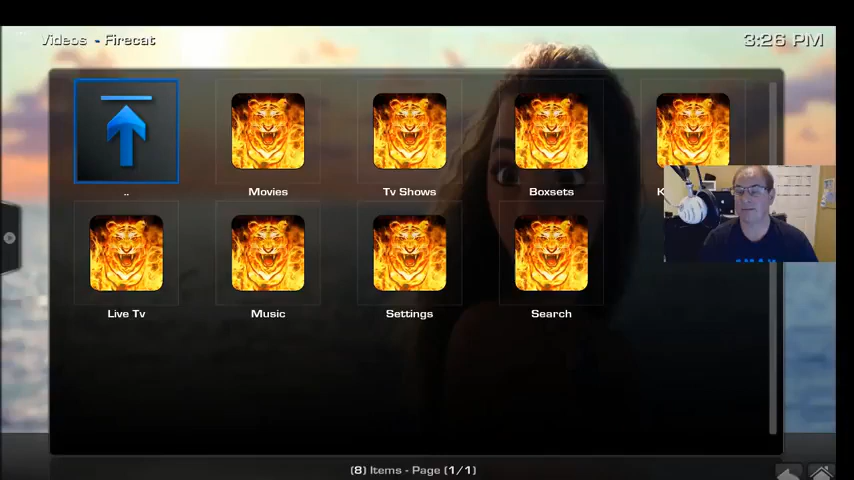 Videos - Firecat
3:26 PM
..
Movies
Tv Shows
Boxsets
Live Tv
Music
Settings
Search
(8) Items - Page (1/1)